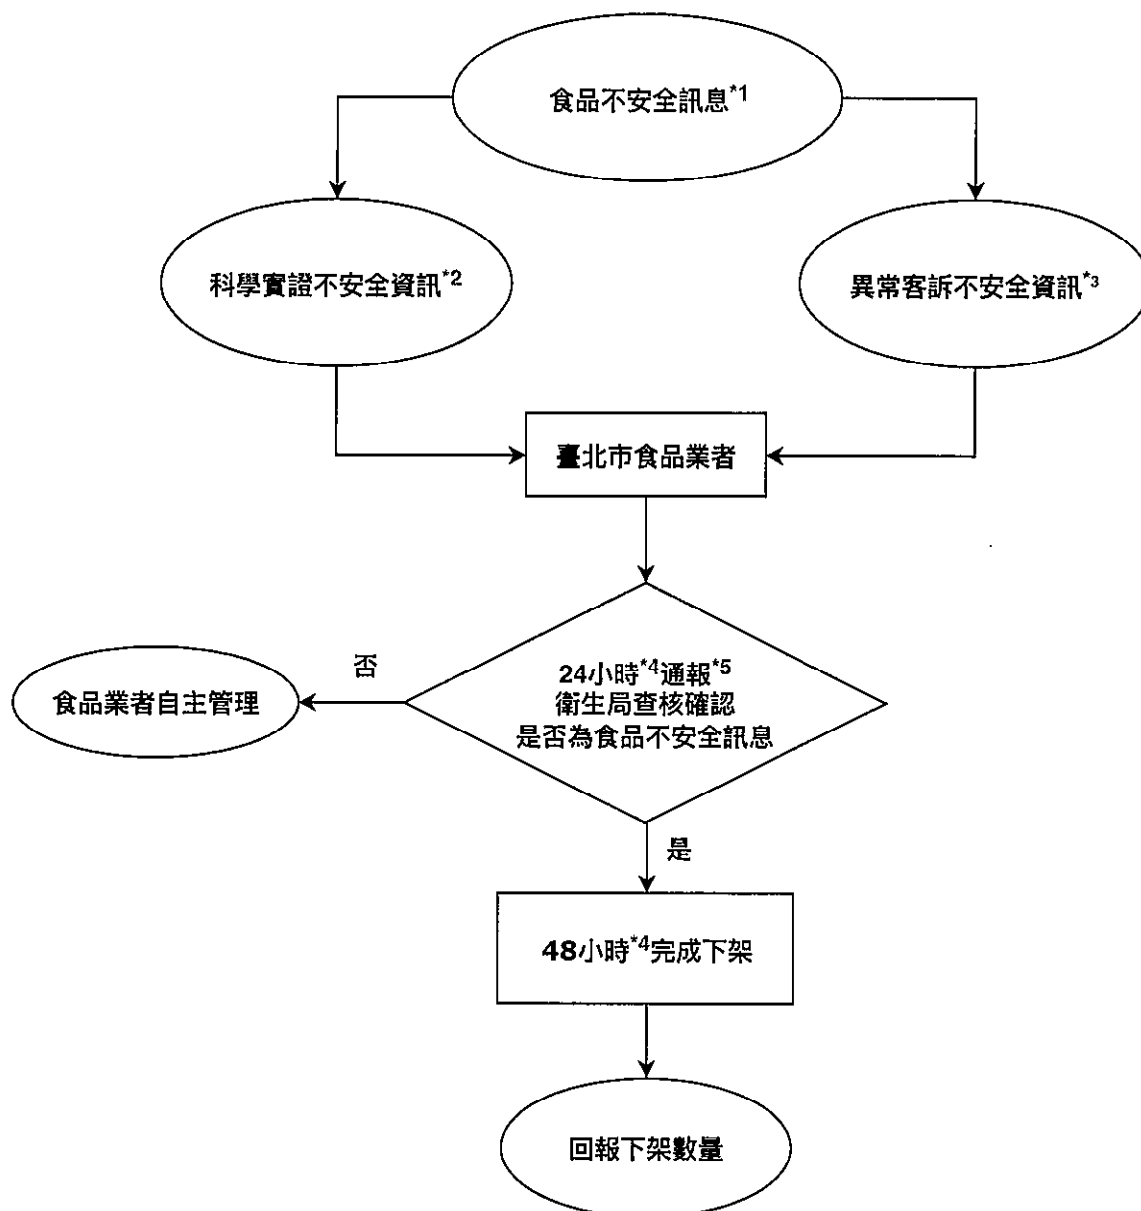 食品不安全訊息*1
科學實證不安全資訊*2
異常客訴不安全資訊*3
臺北市食品業者
否
24小時*4通報*5
衛生局查核確認
是否為食品不安全訊息
食品業者自主管理
是
48小時*4完成下架
回報下架數量